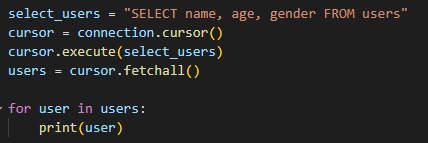 select_users = "SELECT name, age, gender FROM users"
cursor = connection.cursor()
cursor.execute(select_users)
users = cursor.fetchall()

for user in users:
    print(user)